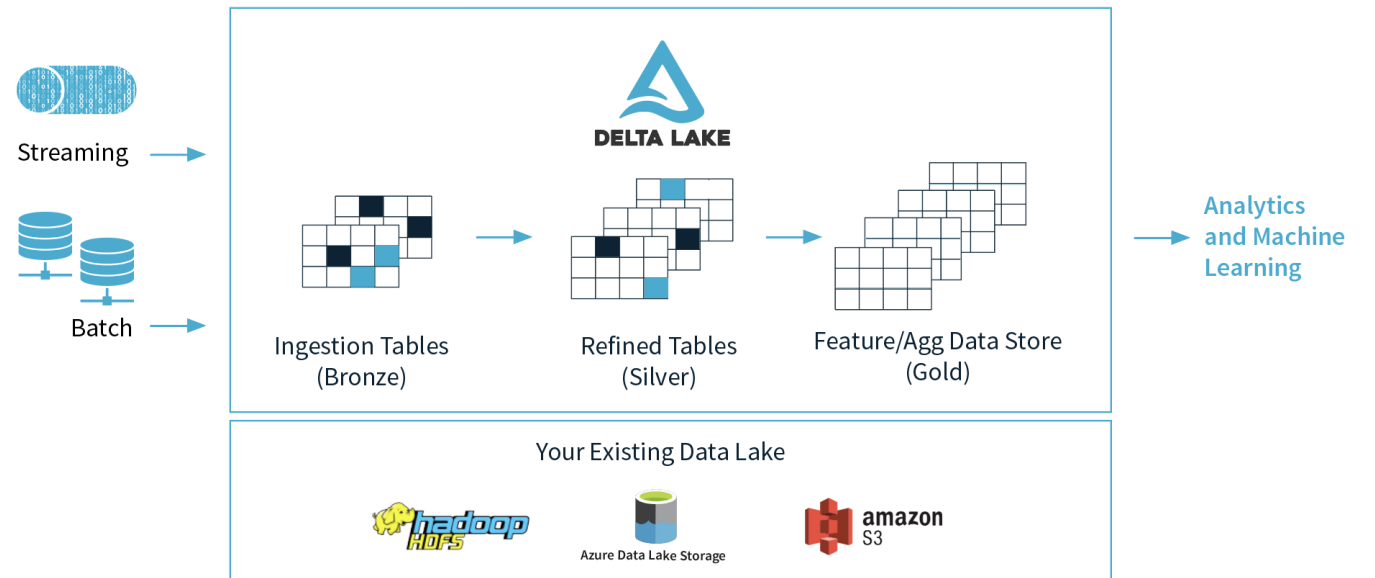 DELTA LAKE
Streaming
Batch
Ingestion Tables
(Bronze)
Refined Tables
(Silver)
Feature/Agg Data Store
(Gold)
Analytics
and Machine
Learning
Your Existing Data Lake
hadoop
HDFS
Azure Data Lake Storage
amazon
S3